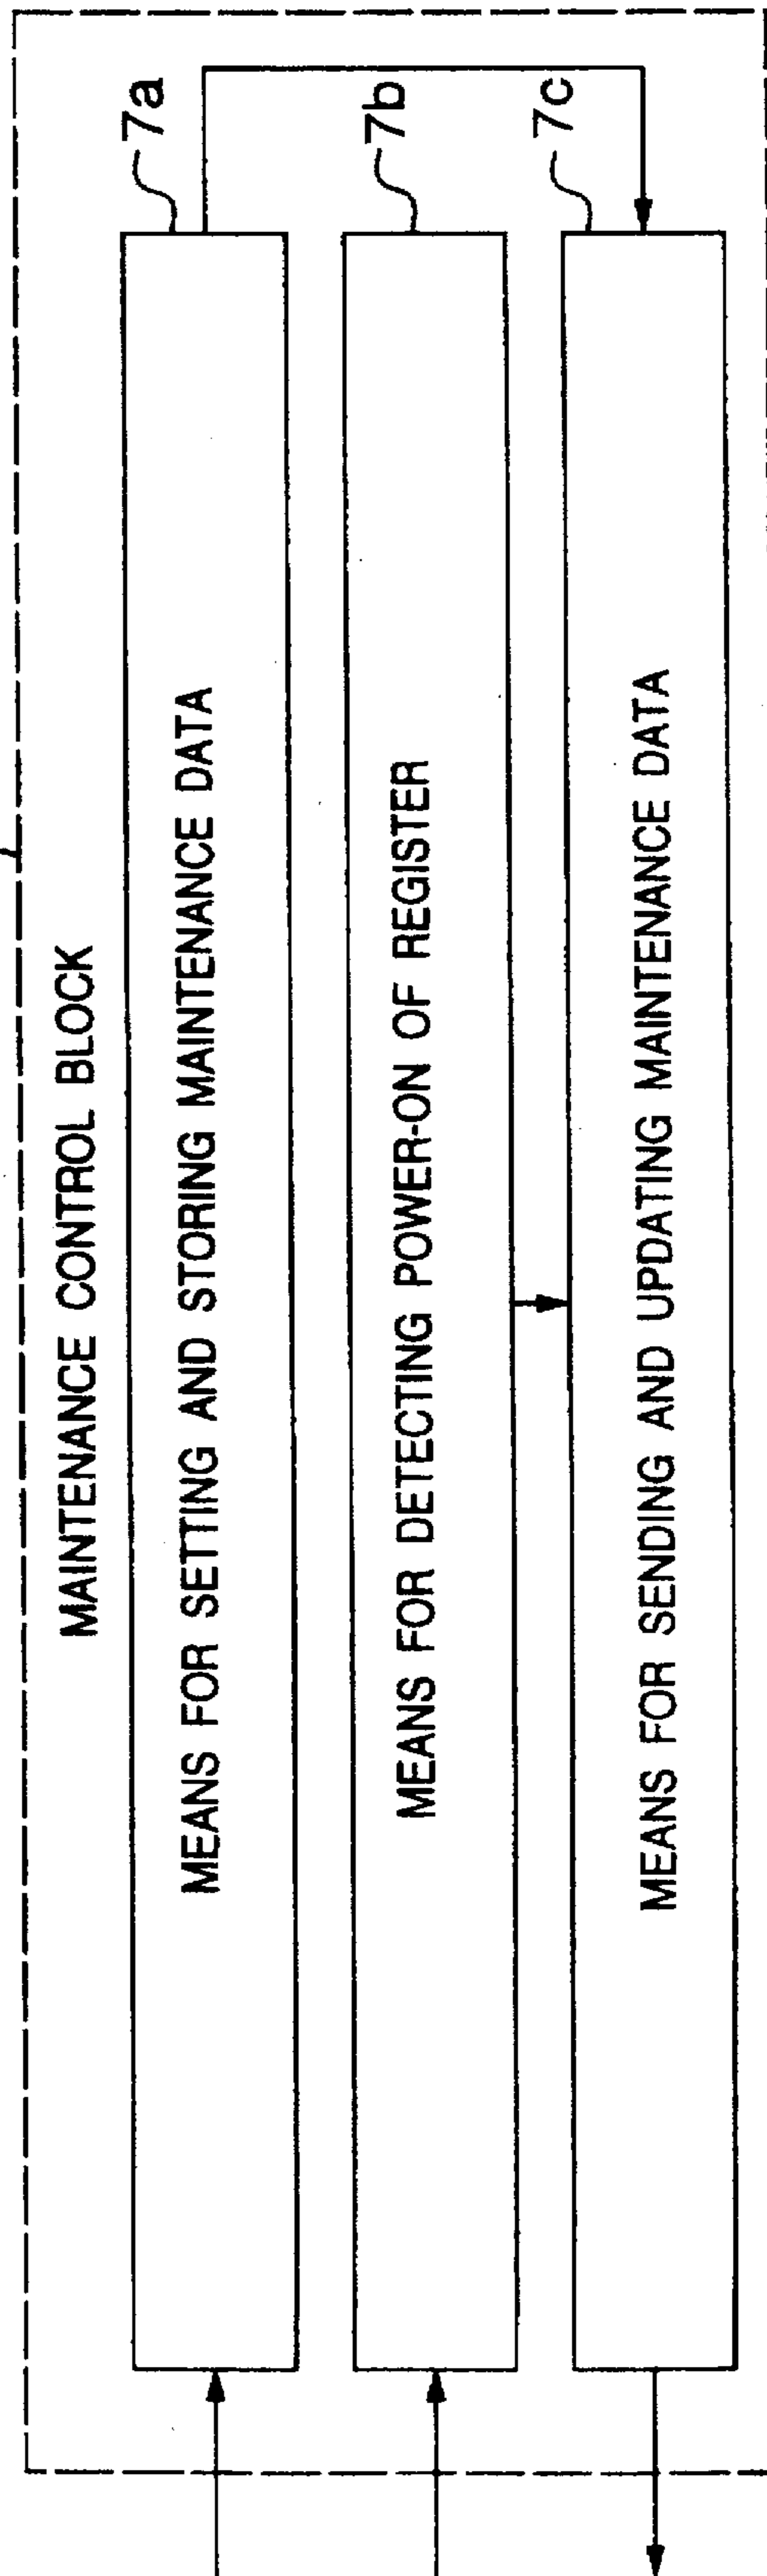 MAINTENANCE CONTROL BLOCK
7a
MEANS FOR SETTING AND STORING MAINTENANCE DATA
7b
MEANS FOR DETECTING POWER-ON OF REGISTER
7c
MEANS FOR SENDING AND UPDATING MAINTENANCE DATA